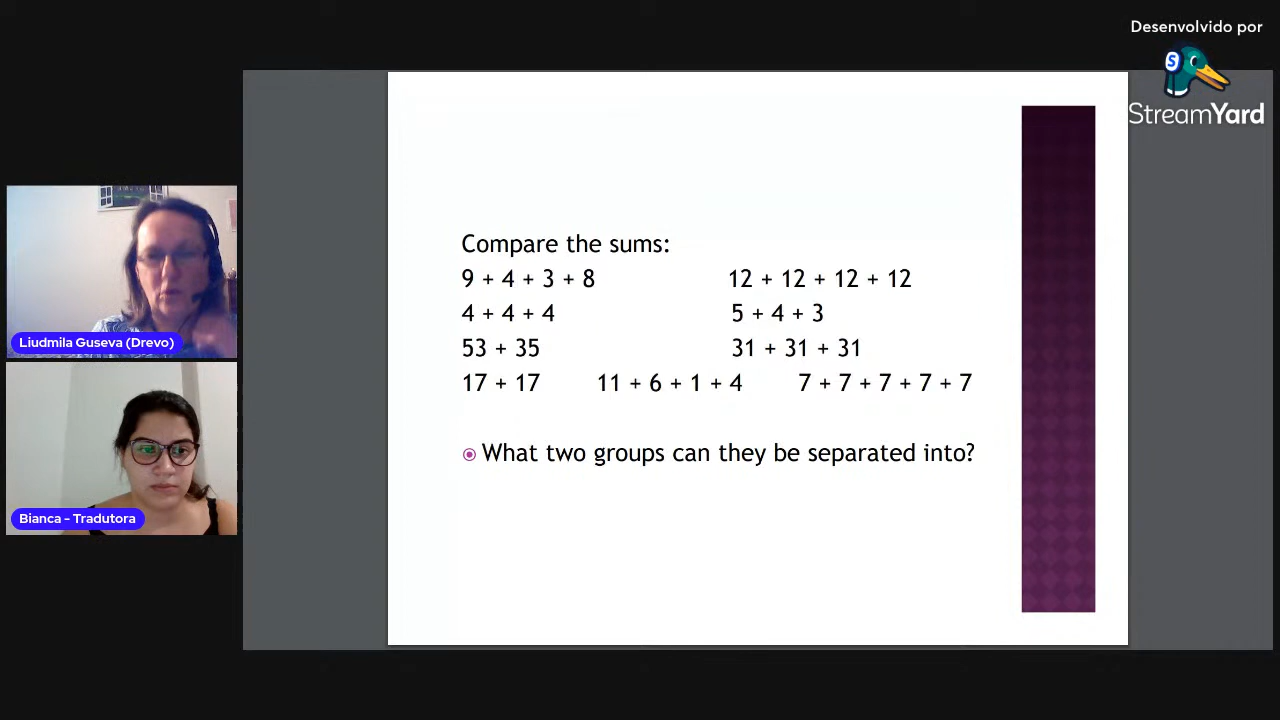 Desenvolvido por
S
StreamYard
Compare the sums:
9 + 4 + 3 + 8 12 + 12 + 12 + 12
4 + 4 + 4 5 + 4 + 3
53 + 35 31 + 31 + 31
17 + 17 11 + 6 + 1 + 4 7 + 7 + 7 + 7 + 7
What two groups can they be separated into?
Liudmila Guseva (Drevo)
Bianca - Tradutora